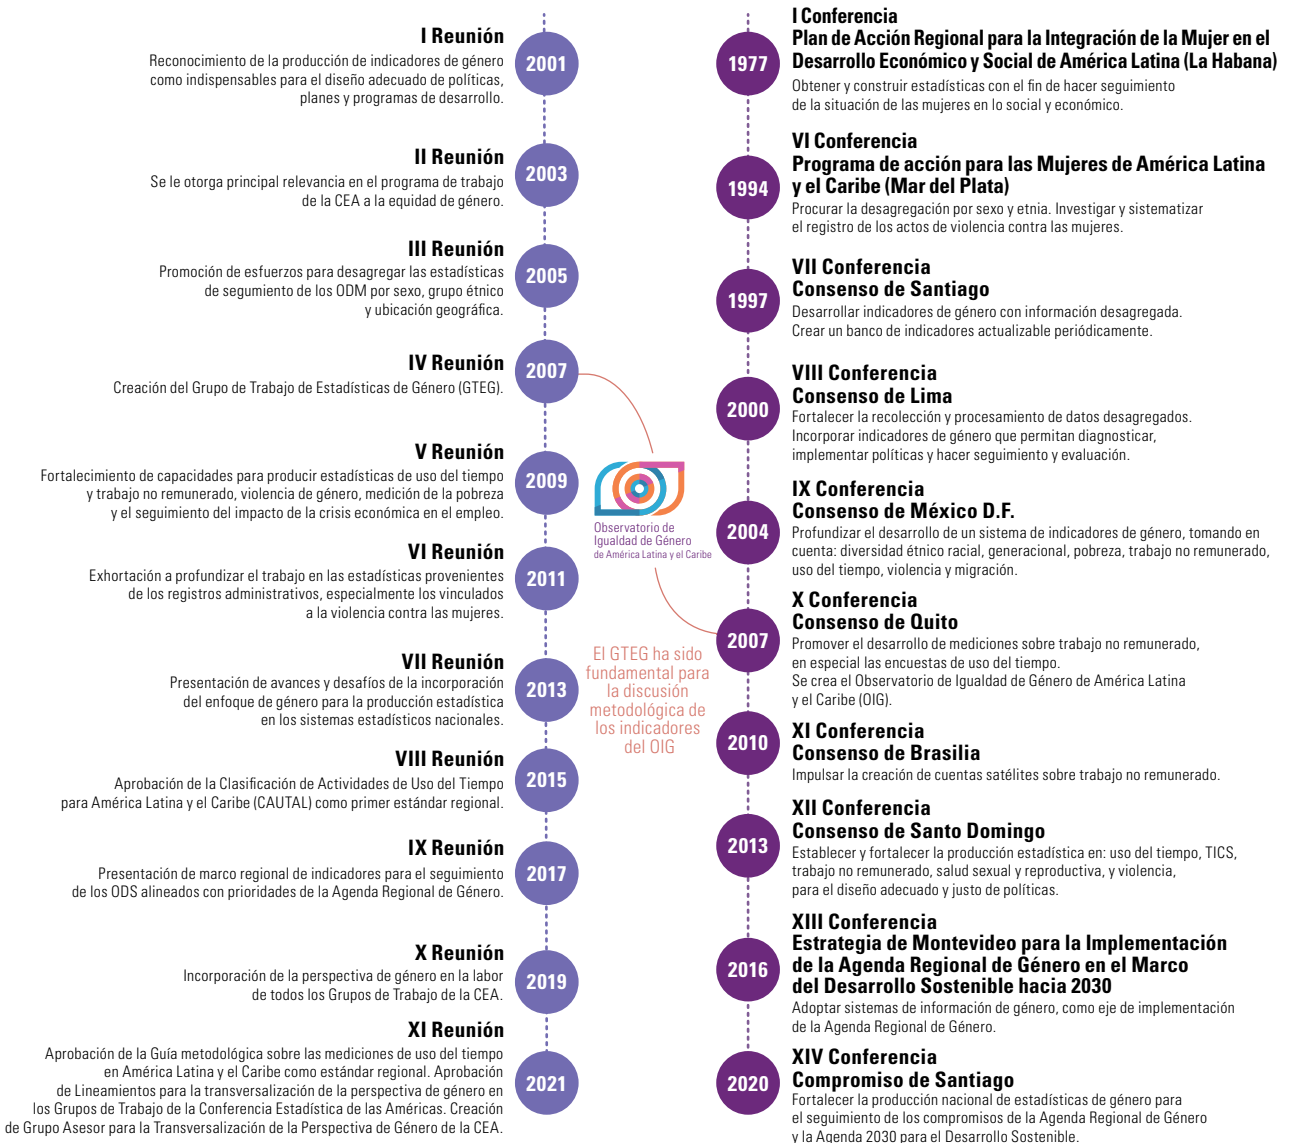 I Reunión
Reconocimiento de la producción de indicadores de género
como indispensables para el diseño adecuado de políticas,
planes y programas de desarrollo.
2001
II Reunión
Se le otorga principal relevancia en el programa de trabajo
de la CEA a la equidad de género.
2003
III Reunión
Promoción de esfuerzos para desagregar las estadísticas
de segumiento de los ODM por sexo, grupo étnico
y ubicación geográfica.
2005
IV Reunión
Creación del Grupo de Trabajo de Estadísticas de Género (GTEG).
2007
V Reunión
Fortalecimiento de capacidades para producir estadísticas de uso del tiempo
y trabajo no remunerado, violencia de género, medición de la pobreza
y el seguimiento del impacto de la crisis económica en el empleo.
2009
VI Reunión
Exhortación a profundizar el trabajo en las estadísticas provenientes
de los registros administrativos, especialmente los vinculados
a la violencia contra las mujeres.
2011
VII Reunión
Presentación de avances y desafíos de la incorporación
del enfoque de género para la producción estadística
en los sistemas estadísticos nacionales.
2013
VIII Reunión
Aprobación de la Clasificación de Actividades de Uso del Tiempo
para América Latina y el Caribe (CAUTAL) como primer estándar regional.
2015
IX Reunión
Presentación de marco regional de indicadores para el seguimiento
de los ODS alineados con prioridades de la Agenda Regional de Género.
2017
X Reunión
Incorporación de la perspectiva de género en la labor
de todos los Grupos de Trabajo de la CEA.
2019
XI Reunión
Aprobación de la Guía metodológica sobre las mediciones de uso del tiempo
en América Latina y el Caribe como estándar regional. Aprobación
de Lineamientos para la transversalización de la perspectiva de género en
los Grupos de Trabajo de la Conferencia Estadística de las Américas. Creación
de Grupo Asesor para la Transversalización de la Perspectiva de Género de la CEA.
2021
Observatorio de
Igualdad de Género
de América Latina y el Caribe
El GTEG ha sido
fundamental para
la discusión
metodológica de
los indicadores
del OIG
1977
I Conferencia
Plan de Acción Regional para la Integración de la Mujer en el
Desarrollo Económico y Social de América Latina (La Habana)
Obtener y construir estadísticas con el fin de hacer seguimiento
de la situación de las mujeres en lo social y económico.
1994
VI Conferencia
Programa de acción para las Mujeres de América Latina
y el Caribe (Mar del Plata)
Procurar la desagregación por sexo y etnia. Investigar y sistematizar
el registro de los actos de violencia contra las mujeres.
1997
VII Conferencia
Consenso de Santiago
Desarrollar indicadores de género con información desagregada.
Crear un banco de indicadores actualizable periódicamente.
2000
VIII Conferencia
Consenso de Lima
Fortalecer la recolección y procesamiento de datos desagregados.
Incorporar indicadores de género que permitan diagnosticar,
implementar políticas y hacer seguimiento y evaluación.
2004
IX Conferencia
Consenso de México D.F.
Profundizar el desarrollo de un sistema de indicadores de género, tomando en
cuenta: diversidad étnico racial, generacional, pobreza, trabajo no remunerado,
uso del tiempo, violencia y migración.
2007
X Conferencia
Consenso de Quito
Promover el desarrollo de mediciones sobre trabajo no remunerado,
en especial las encuestas de uso del tiempo.
Se crea el Observatorio de Igualdad de Género de América Latina
y el Caribe (OIG).
2010
XI Conferencia
Consenso de Brasilia
Impulsar la creación de cuentas satélites sobre trabajo no remunerado.
2013
XII Conferencia
Consenso de Santo Domingo
Establecer y fortalecer la producción estadística en: uso del tiempo, TICS,
trabajo no remunerado, salud sexual y reproductiva, y violencia,
para el diseño adecuado y justo de políticas.
2016
XIII Conferencia
Estrategia de Montevideo para la Implementación
de la Agenda Regional de Género en el Marco
del Desarrollo Sostenible hacia 2030
Adoptar sistemas de información de género, como eje de implementación
de la Agenda Regional de Género.
2020
XIV Conferencia
Compromiso de Santiago
Fortalecer la producción nacional de estadísticas de género para
el seguimiento de los compromisos de la Agenda Regional de Género
y la Agenda 2030 para el Desarrollo Sostenible.